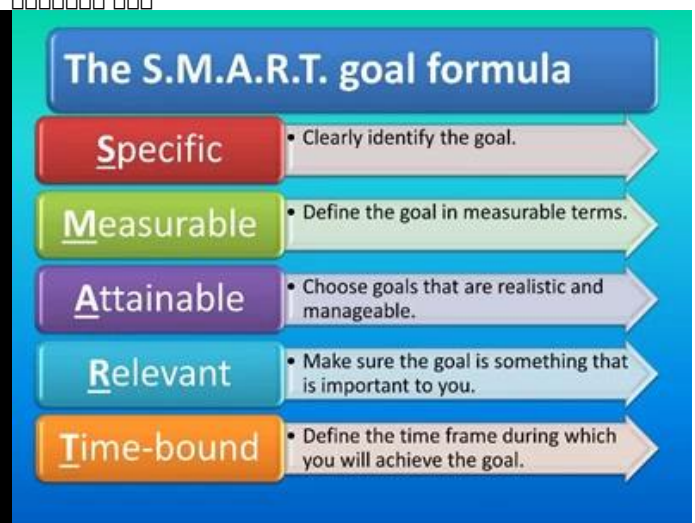 The S.M.A.R.T. goal formula
Specific
• Clearly identify the goal.
Measurable
• Define the goal in measurable terms.
Attainable
• Choose goals that are realistic and
manageable.
Relevant
• Make sure the goal is something that
is important to you.
Time-bound
• Define the time frame during which
you will achieve the goal.